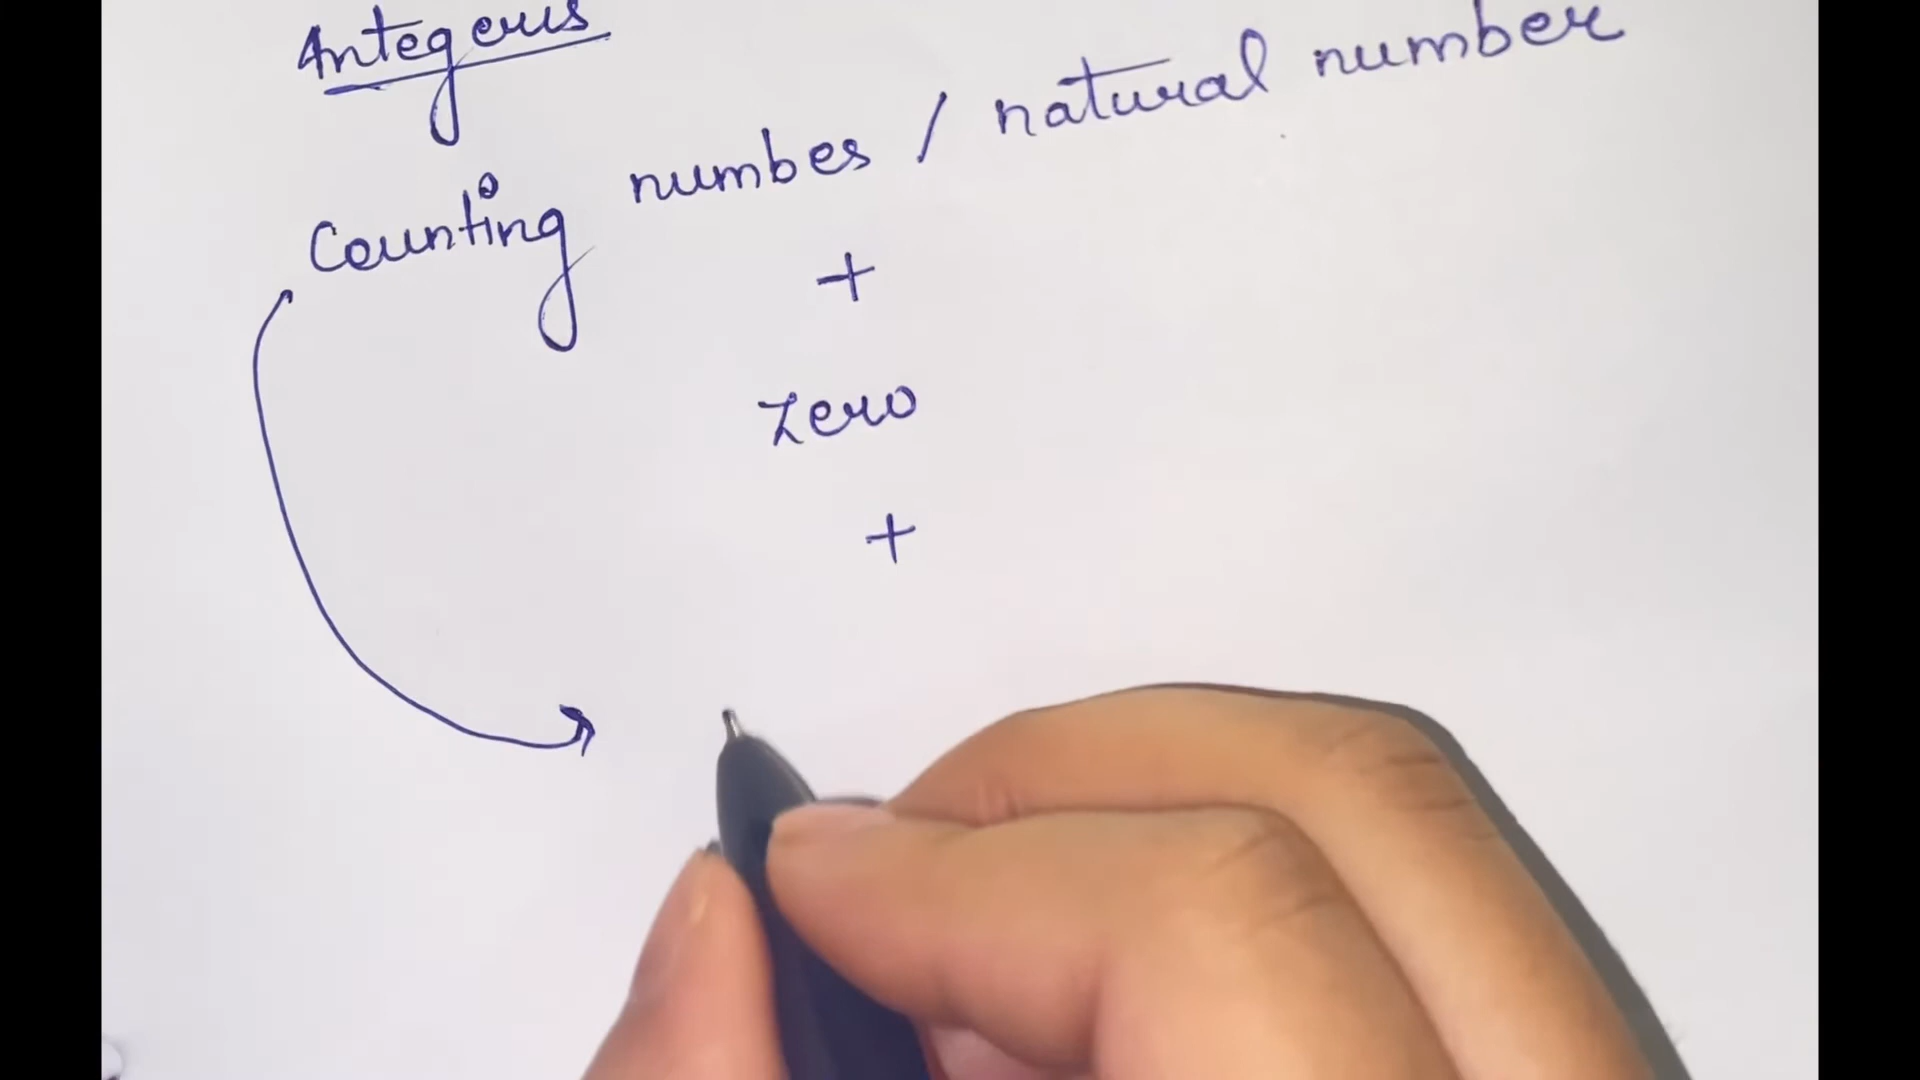 Integers
Counting numbes / natural number
+
Zero
+